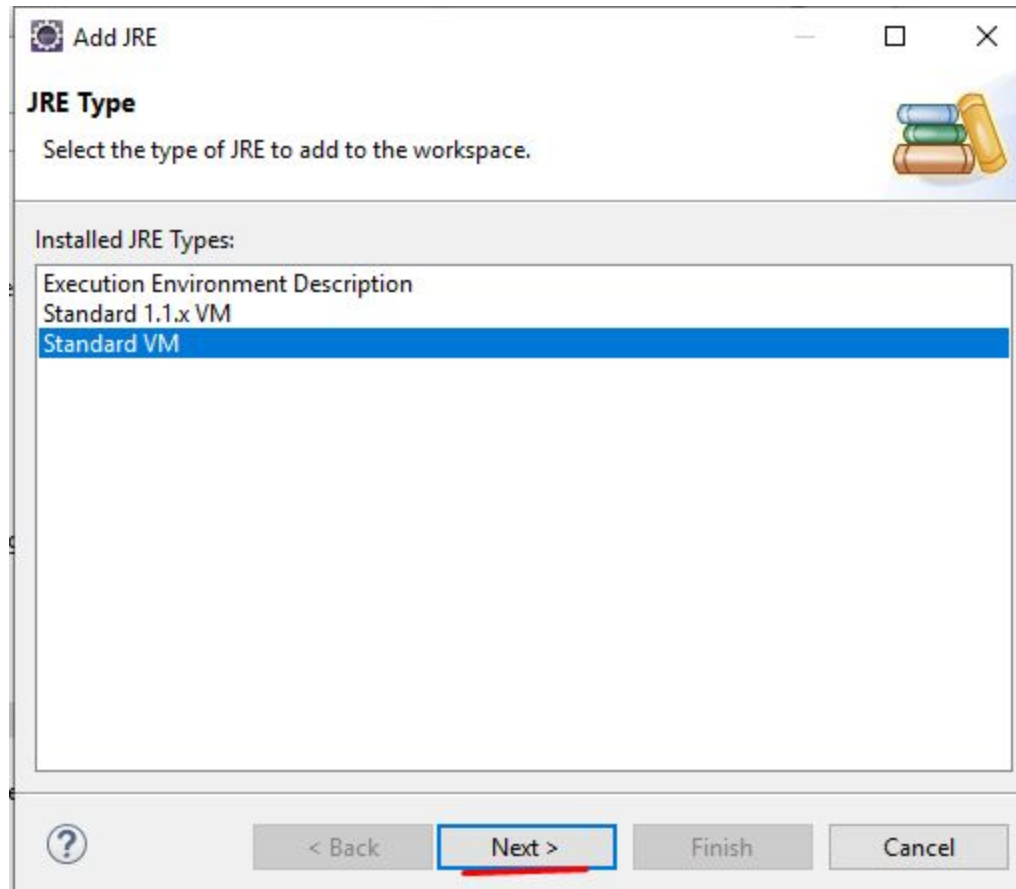 Add JRE
JRE Type
Select the type of JRE to add to the workspace.
Installed JRE Types:
Execution Environment Description
Standard 1.1.x VM
Standard VM
?
< Back
Next >
Finish
Cancel